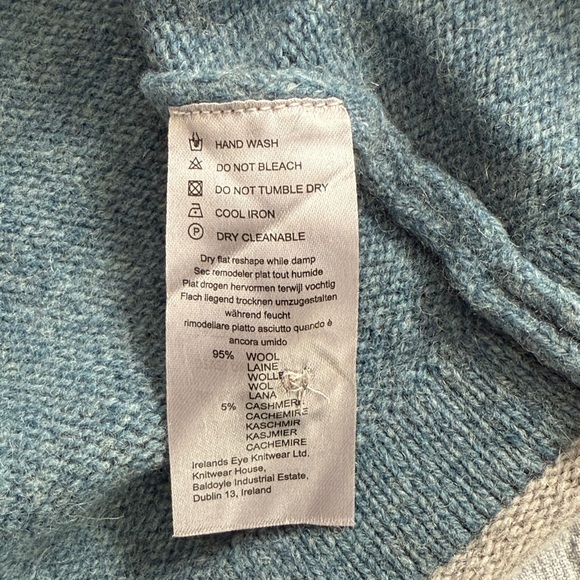 HAND WASH
DO NOT BLEACH
DO NOT TUMBLE DRY
COOL IRON
P DRY CLEANABLE
Dry flat reshape while damp
Sec remodeler plat tout humide
Plat drogen hervormen terwijl vochtig
Flach liegend trocknen umzugestalten
während feucht
rimodellare piatto asciutto quando è
ancora umido
95% WOOL
LAINE
WOLLE
WOL
LANA
5% CASHMERE
CACHEMIRE
KASCHMIR
KASJMIER
CACHEMIRE
Irelands Eye Knitwear Ltd.
Knitwear House,
Baldoyle Industrial Estate,
Dublin 13, Ireland